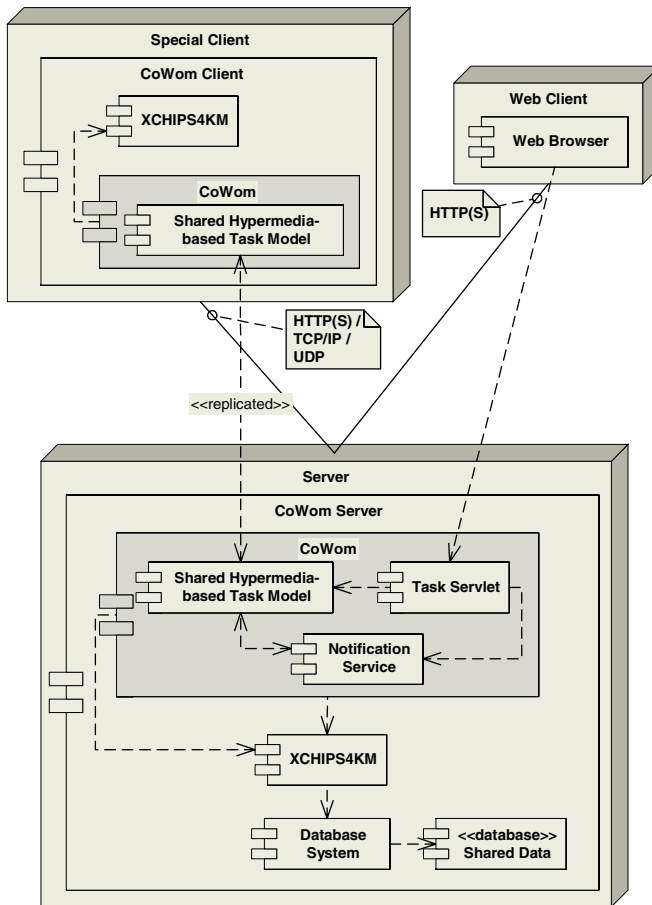 Special Client
CoWom Client
XCHIPS4KM
CoWom
Shared Hypermedia-
based Task Model
Web Client
Web Browser
HTTP(S)
HTTP(S) /
TCP/IP /
UDP
<<replicated>>
Server
CoWom Server
CoWom
Shared Hypermedia-
based Task Model
Task Servlet
Notification
Service
XCHIPS4KM
Database
System
<<database>>
Shared Data